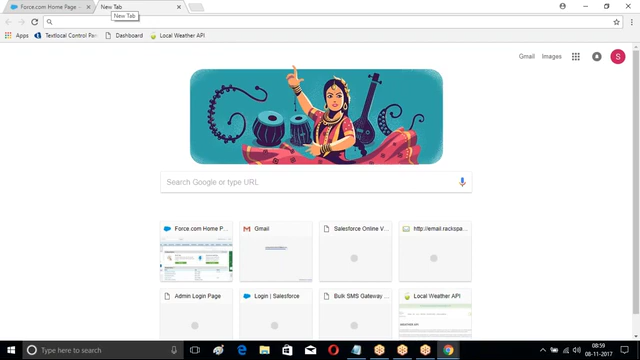 Force.com Home Page -
New Tab
New Tab
Apps
Textlocal Control Pan
Dashboard
Local Weather API
Gmail
Images
S
Search Google or type URL
Force.com Home P...
Gmail
Salesforce Online V...
http://email.rackspa...
Admin Login Page
Login | Salesforce
Bulk SMS Gateway
Local Weather API
Type here to search
08:59
08-11-2017